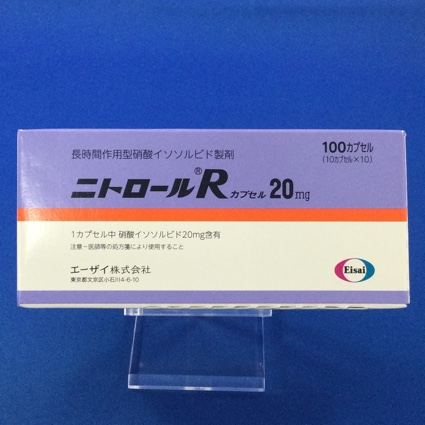 長時間作用型硝酸イソソルビド製剤
100カプセル
(10カプセル×10)
ニトロール®Rカプセル 20mg
1カプセル中 硝酸イソソルビド20mg含有
注意－医師等の処方箋により使用すること
エーザイ株式会社
東京都文京区小石川4-6-10
Eisai